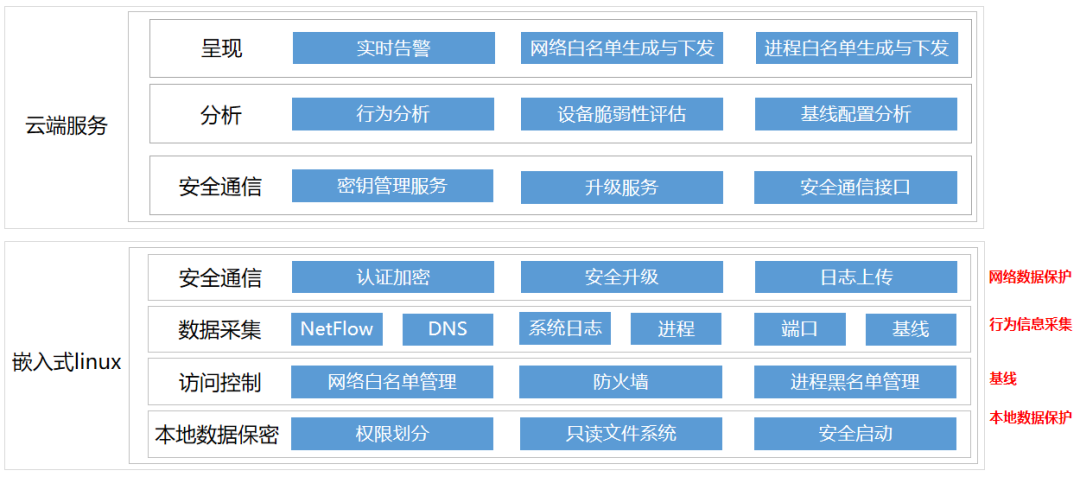 云端服务
呈现 实时告警 网络白名单生成与下发 进程白名单生成与下发
分析 行为分析 设备脆弱性评估 基线配置分析
安全通信 密钥管理服务 升级服务 安全通信接口
嵌入式linux
安全通信 认证加密 安全升级 日志上传 网络数据保护
数据采集 NetFlow DNS 系统日志 进程 端口 基线 行为信息采集
访问控制 网络白名单管理 防火墙 进程黑名单管理 基线
本地数据保密 权限划分 只读文件系统 安全启动 本地数据保护